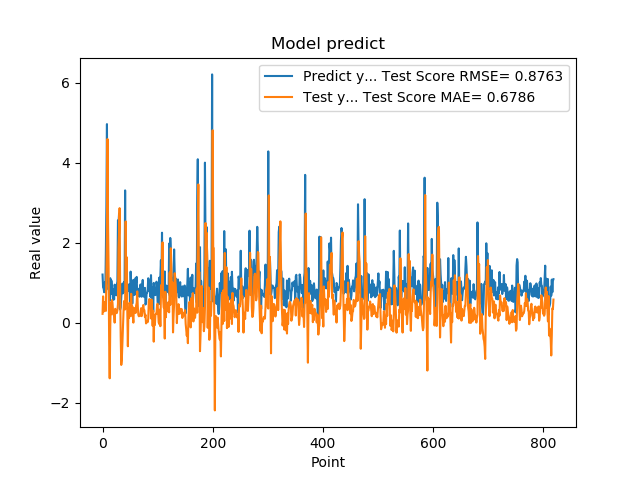 Model predict
Predict y... Test Score RMSE= 0.8763
Test y... Test Score MAE= 0.6786
Real value
6
4
2
0
−2
0 200 400 600 800
Point